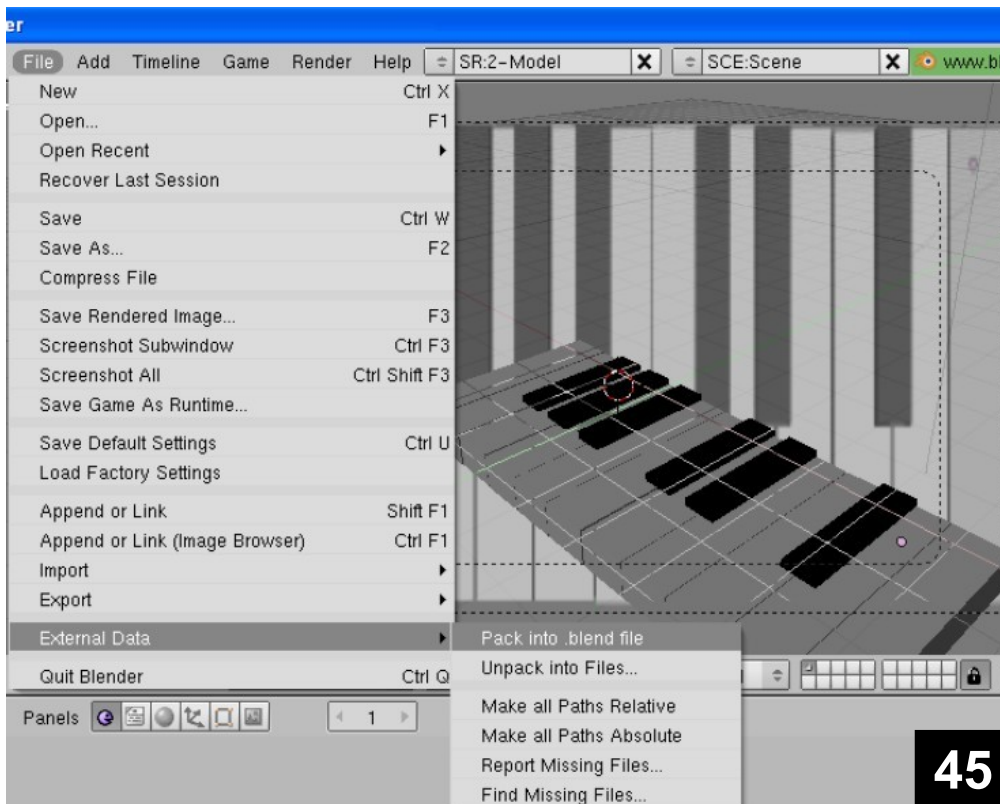 er
File Add Timeline Game Render Help SR:2-Model X SCE:Scene X www.bl
New Ctrl X
Open... F1
Open Recent
Recover Last Session
Save Ctrl W
Save As... F2
Compress File
Save Rendered Image... F3
Screenshot Subwindow Ctrl F3
Screenshot All Ctrl Shift F3
Save Game As Runtime...
Save Default Settings Ctrl U
Load Factory Settings
Append or Link Shift F1
Append or Link (Image Browser) Ctrl F1
Import
Export
External Data Pack into .blend file
Unpack into Files...
Quit Blender Ctrl Q
Make all Paths Relative
Panels 1
Make all Paths Absolute
Report Missing Files...
Find Missing Files...
45